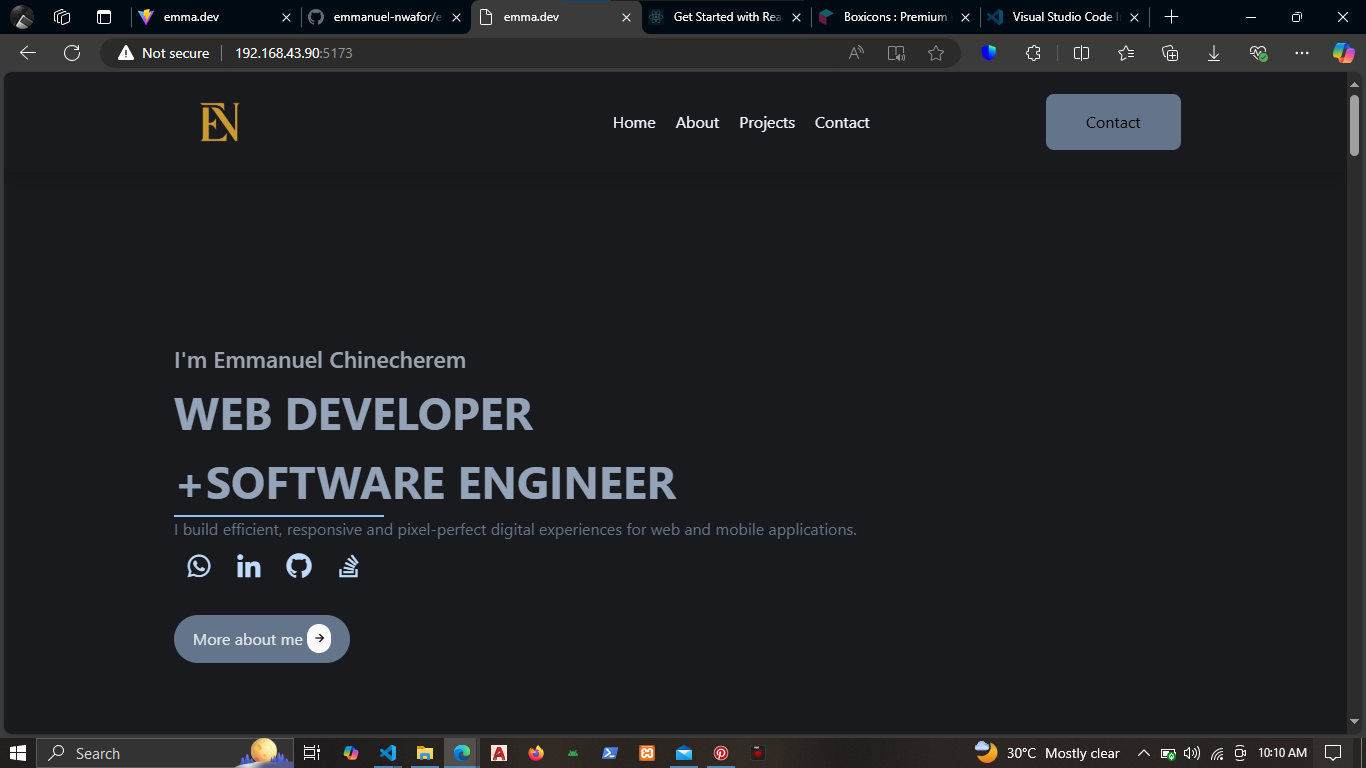 emma.dev
emmanuel-nwafor/e
emma.dev
Get Started with Rea
Boxicons : Premium
Visual Studio Code I
Not secure
192.168.43.90:5173
EN
Home About Projects Contact
Contact
I'm Emmanuel Chinecherem
WEB DEVELOPER
+SOFTWARE ENGINEER
I build efficient, responsive and pixel-perfect digital experiences for web and mobile applications.
in
More about me
Search
30°C Mostly clear
10:10 AM